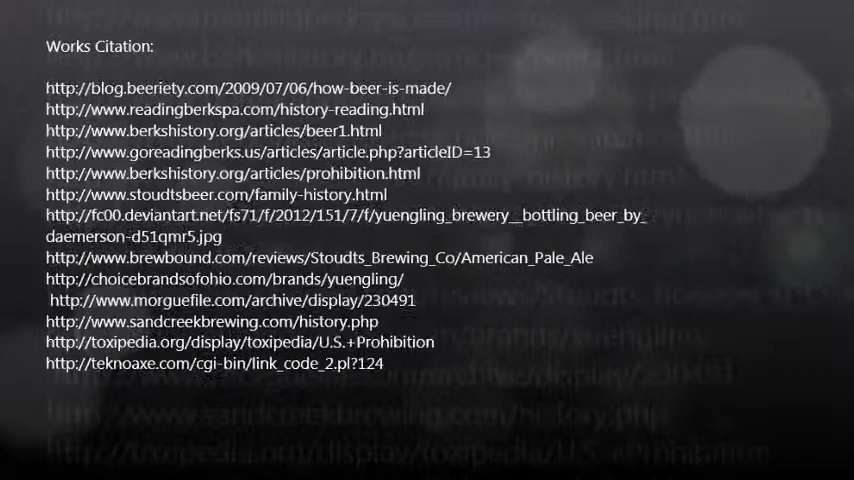 Works Citation:
http://blog.beeriety.com/2009/07/06/how-beer-is-made/
http://www.readingberkspa.com/history-reading.html
http://www.berkshistory.org/articles/beer1.html
http://www.goreadingberks.us/articles/article.php?articleID=13
http://www.berkshistory.org/articles/prohibition.html
http://www.stoudtsbeer.com/family-history.html
http://fc00.deviantart.net/fs71/f/2012/151/7/f/yuengling_brewery__bottling_beer_by_
daemerson-d51qmr5.jpg
http://www.brewbound.com/reviews/Stoudts_Brewing_Co/American_Pale_Ale
http://choicebrandsofohio.com/brands/yuengling/
http://www.morguefile.com/archive/display/230491
http://www.sandcreekbrewing.com/history.php
http://toxipedia.org/display/toxipedia/U.S.+Prohibition
http://teknoaxe.com/cgi-bin/link_code_2.pl?124